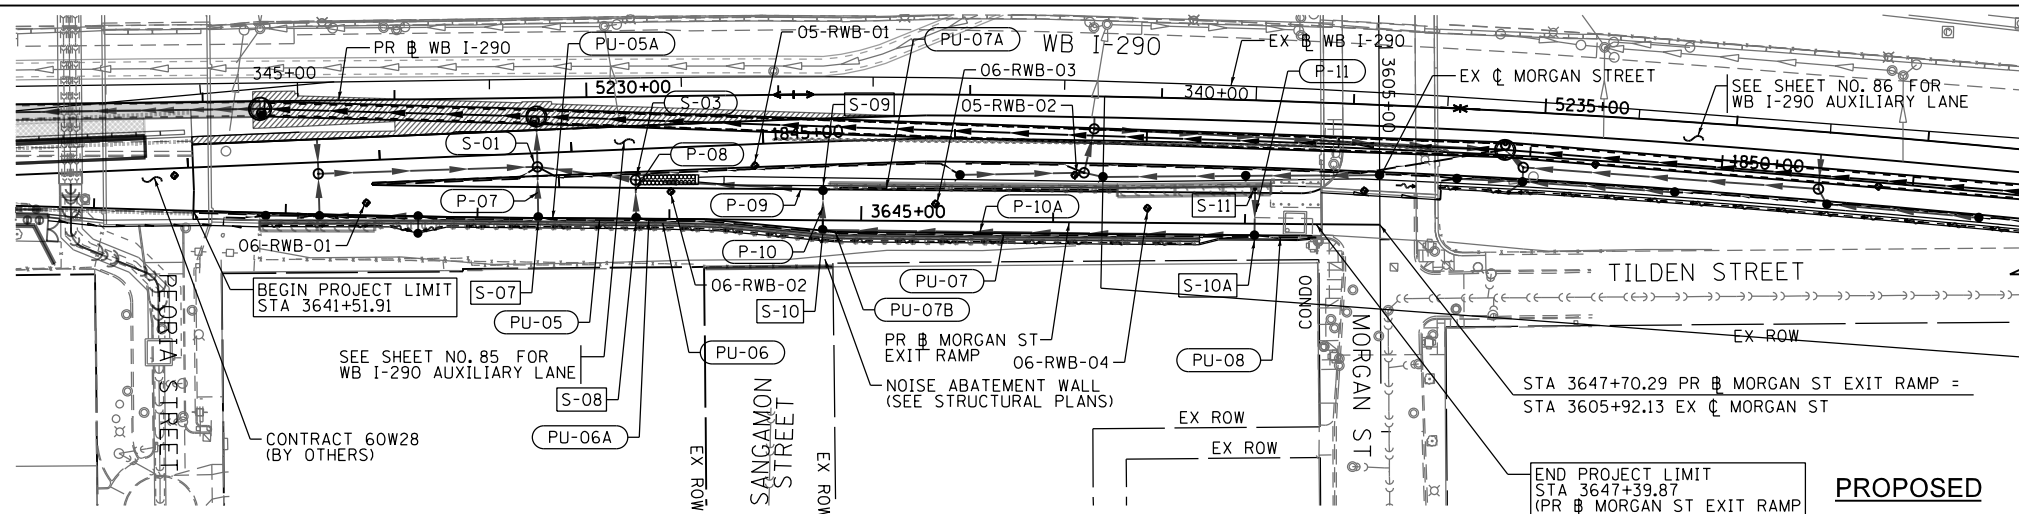 PR B WB I-290
PU-05A
05-RWB-01
PU-07A
WB I-290
EX B WB I-290
P-11
345+00
5230+00
06-RWB-03
3605+00
EX C MORGAN STREET
SEE SHEET NO. 86 FOR
WB I-290 AUXILIARY LANE
S-03
S-09
05-RWB-02
340+00
5235+00
S-01
1845+00
P-08
1850+00
P-07
P-09
3645+00
P-10A
S-11
06-RWB-01
P-10
PU-07
S-10A
TILDEN STREET
BEGIN PROJECT LIMIT
STA 3641+51.91
S-07
06-RWB-02
S-10
PU-07B
CONDO
PEORIA STREET
PU-05
PU-06
PR B MORGAN ST
EXIT RAMP
06-RWB-04
PU-08
MORGAN ST
EX ROW
SEE SHEET NO. 85 FOR
WB I-290 AUXILIARY LANE
S-08
NOISE ABATEMENT WALL
(SEE STRUCTURAL PLANS)
STA 3647+70.29 PR B MORGAN ST EXIT RAMP =
STA 3605+92.13 EX C MORGAN ST
CONTRACT 60W28
(BY OTHERS)
PU-06A
EX ROW
SANGAMON
STREET
EX ROW
EX ROW
EX ROW
END PROJECT LIMIT
STA 3647+39.87
(PR B MORGAN ST EXIT RAMP
PROPOSED